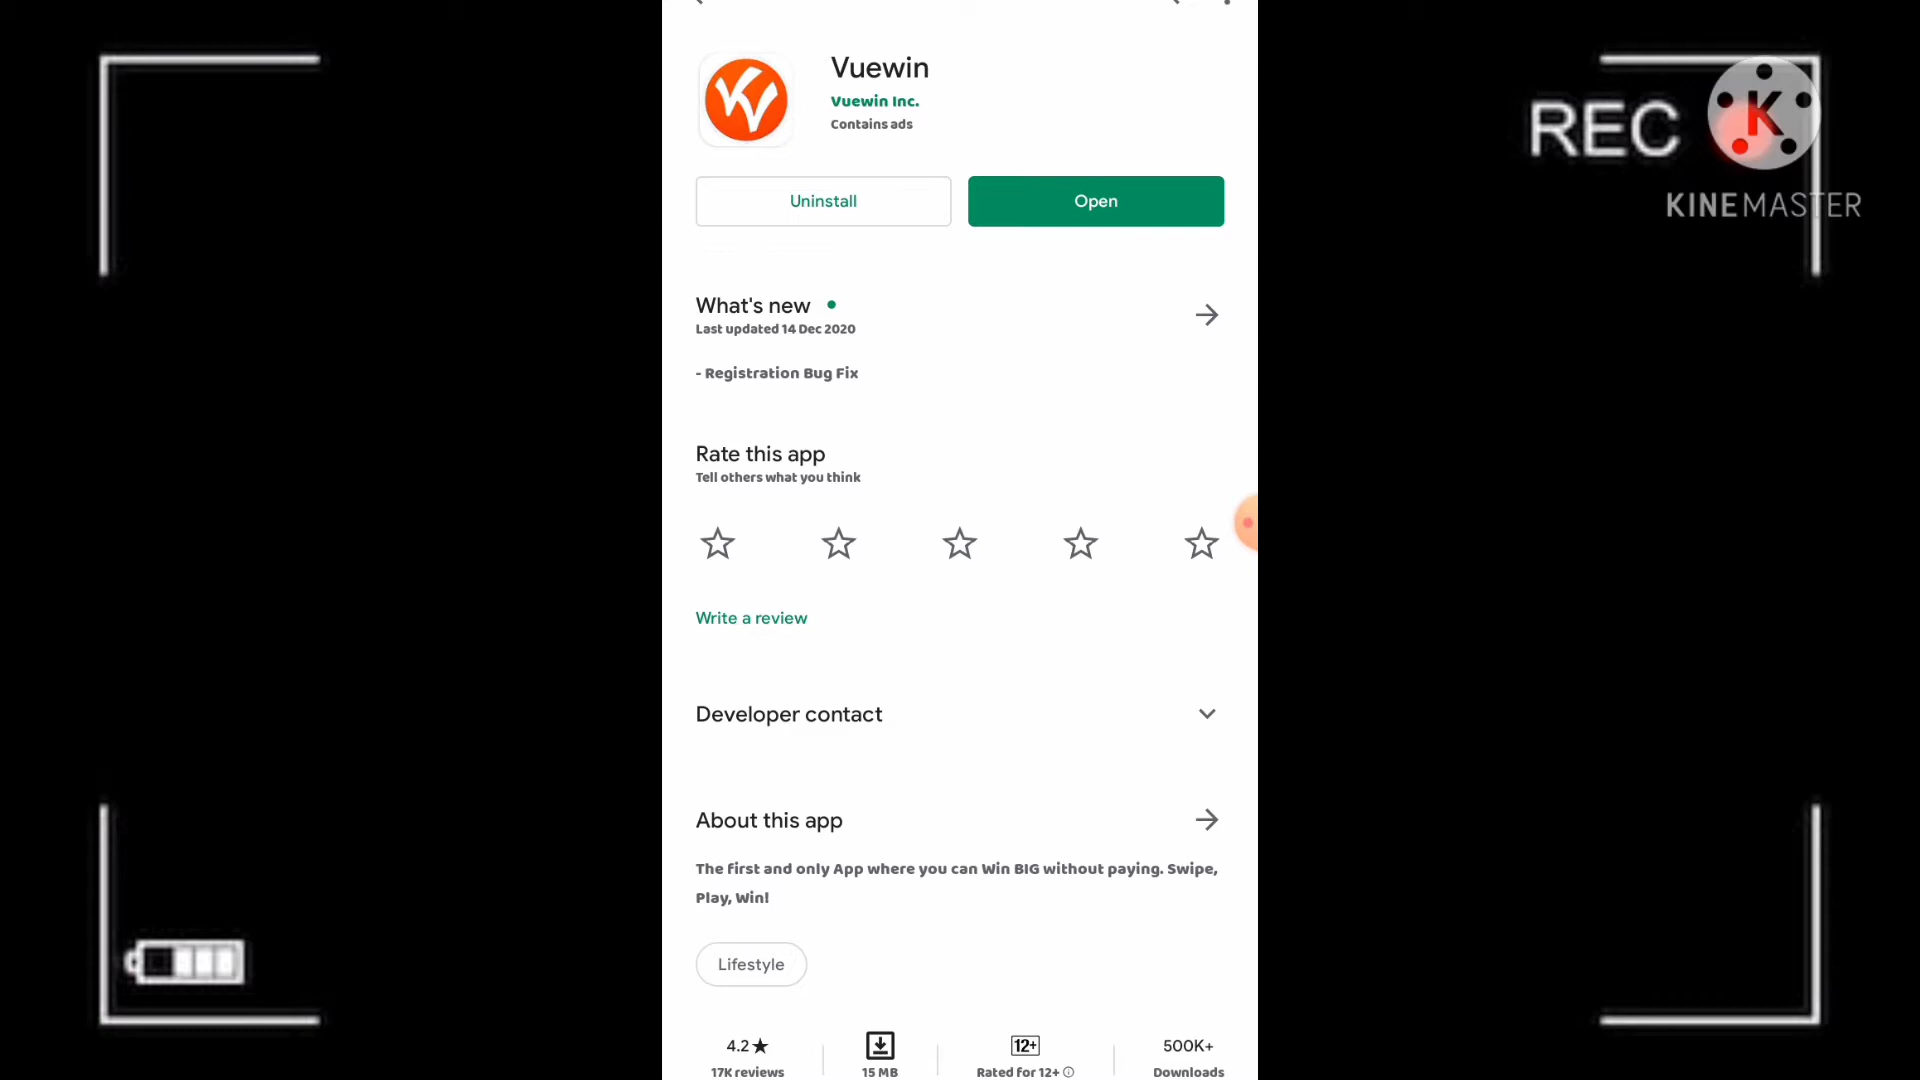 Vuewin
Vuewin Inc.
Contains ads
REC
K
KINEMASTER
Uninstall
Open
What's new
Last updated 14 Dec 2020
- Registration Bug Fix
Rate this app
Tell others what you think
Write a review
Developer contact
About this app
The first and only App where you can Win BIG without paying. Swipe,
Play, Win!
Lifestyle
4.2★
12+
500K+
17K reviews
15 MB
Rated for 12+
Downloads